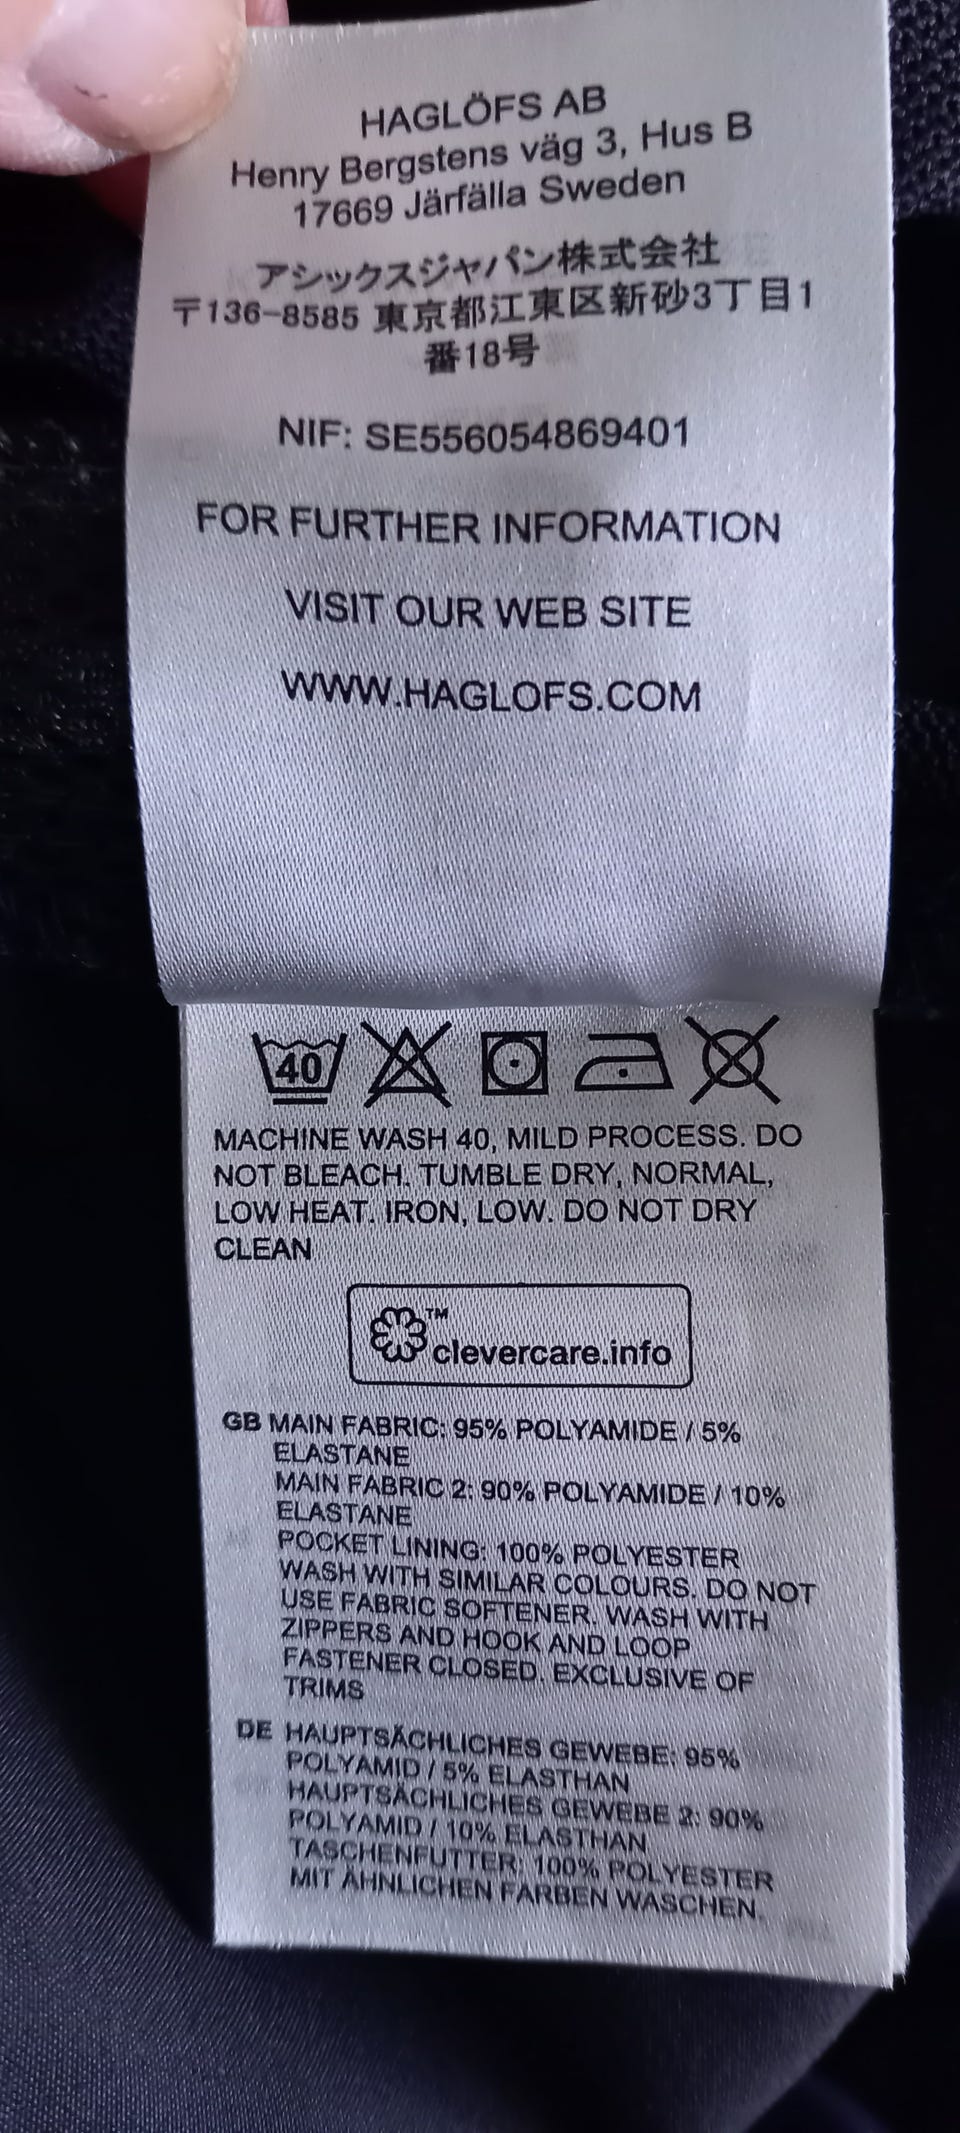 HAGLÖFS AB
Henry Bergstens väg 3, Hus B
17669 Järfälla Sweden
アシックスジャパン株式会社
〒136-8585 東京都江東区新砂3丁目1
番18号
NIF: SE556054869401
FOR FURTHER INFORMATION
VISIT OUR WEB SITE
WWW.HAGLOFS.COM
40
MACHINE WASH 40, MILD PROCESS. DO
NOT BLEACH. TUMBLE DRY, NORMAL,
LOW HEAT. IRON, LOW. DO NOT DRY
CLEAN
™
clevercare.info
GB MAIN FABRIC: 95% POLYAMIDE / 5%
ELASTANE
MAIN FABRIC 2: 90% POLYAMIDE / 10%
ELASTANE
POCKET LINING: 100% POLYESTER
WASH WITH SIMILAR COLOURS. DO NOT
USE FABRIC SOFTENER. WASH WITH
ZIPPERS AND HOOK AND LOOP
FASTENER CLOSED. EXCLUSIVE OF
TRIMS
DE HAUPTSÄCHLICHES GEWEBE: 95%
POLYAMID / 5% ELASTHAN
HAUPTSÄCHLICHES GEWEBE 2: 90%
POLYAMID / 10% ELASTHAN
TASCHENFUTTER: 100% POLYESTER
MIT ÄHNLICHEN FARBEN WASCHEN.